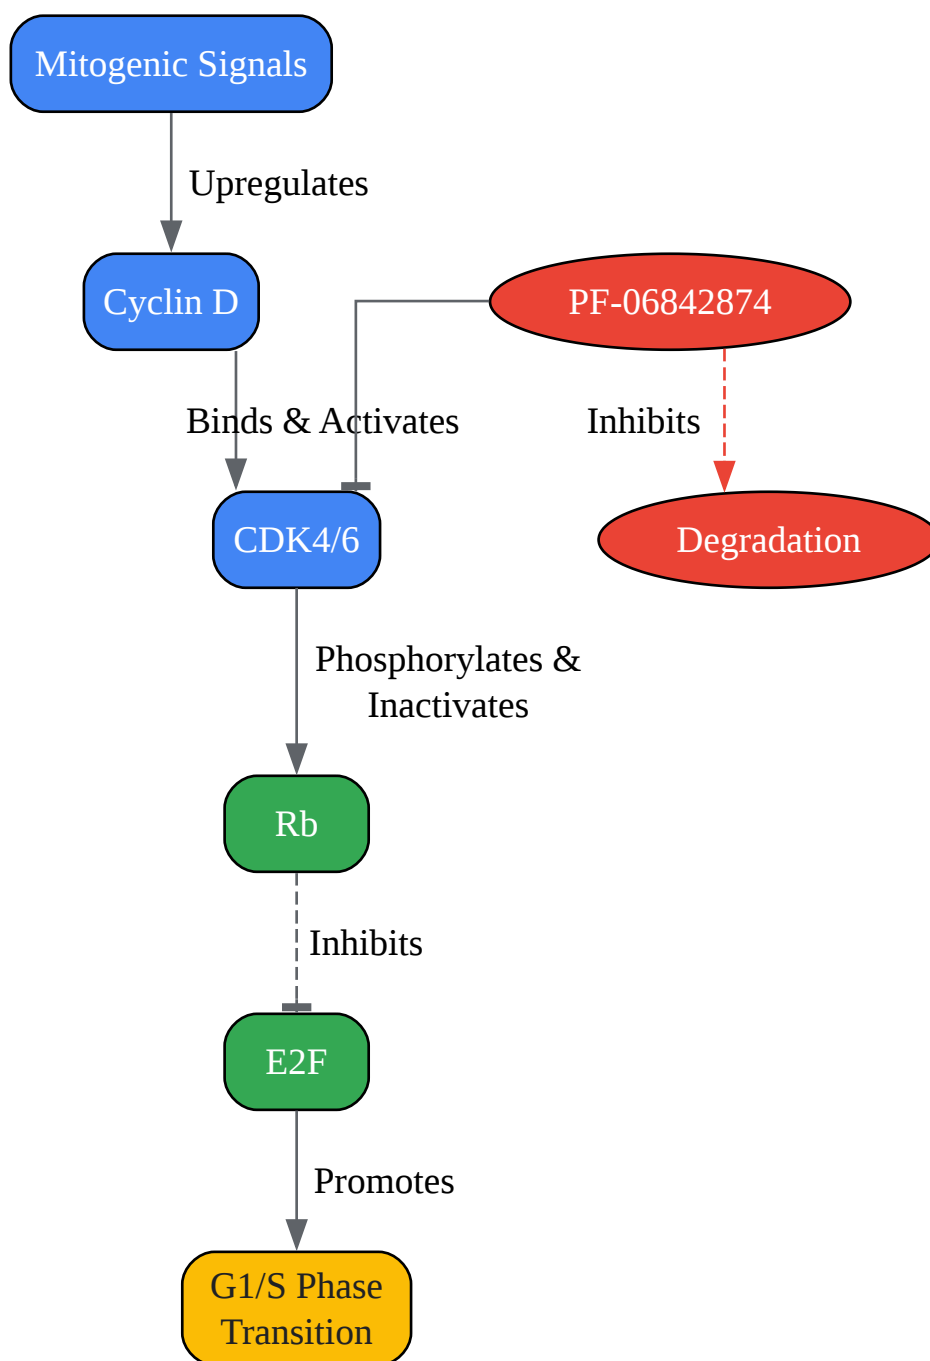 Mitogenic Signals
Upregulates
Cyclin D
PF-06842874
Binds & Activates
Inhibits
CDK4/6
Degradation
Phosphorylates &
Inactivates
Rb
Inhibits
E2F
Promotes
G1/S Phase
Transition